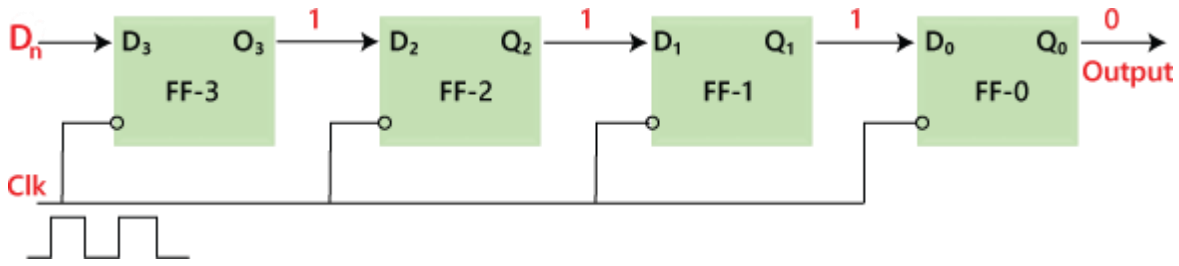 1 1 1 0
Dₙ D₃ O₃ D₂ Q₂ D₁ Q₁ D₀ Q₀
Output
FF-3 FF-2 FF-1 FF-0
Clk